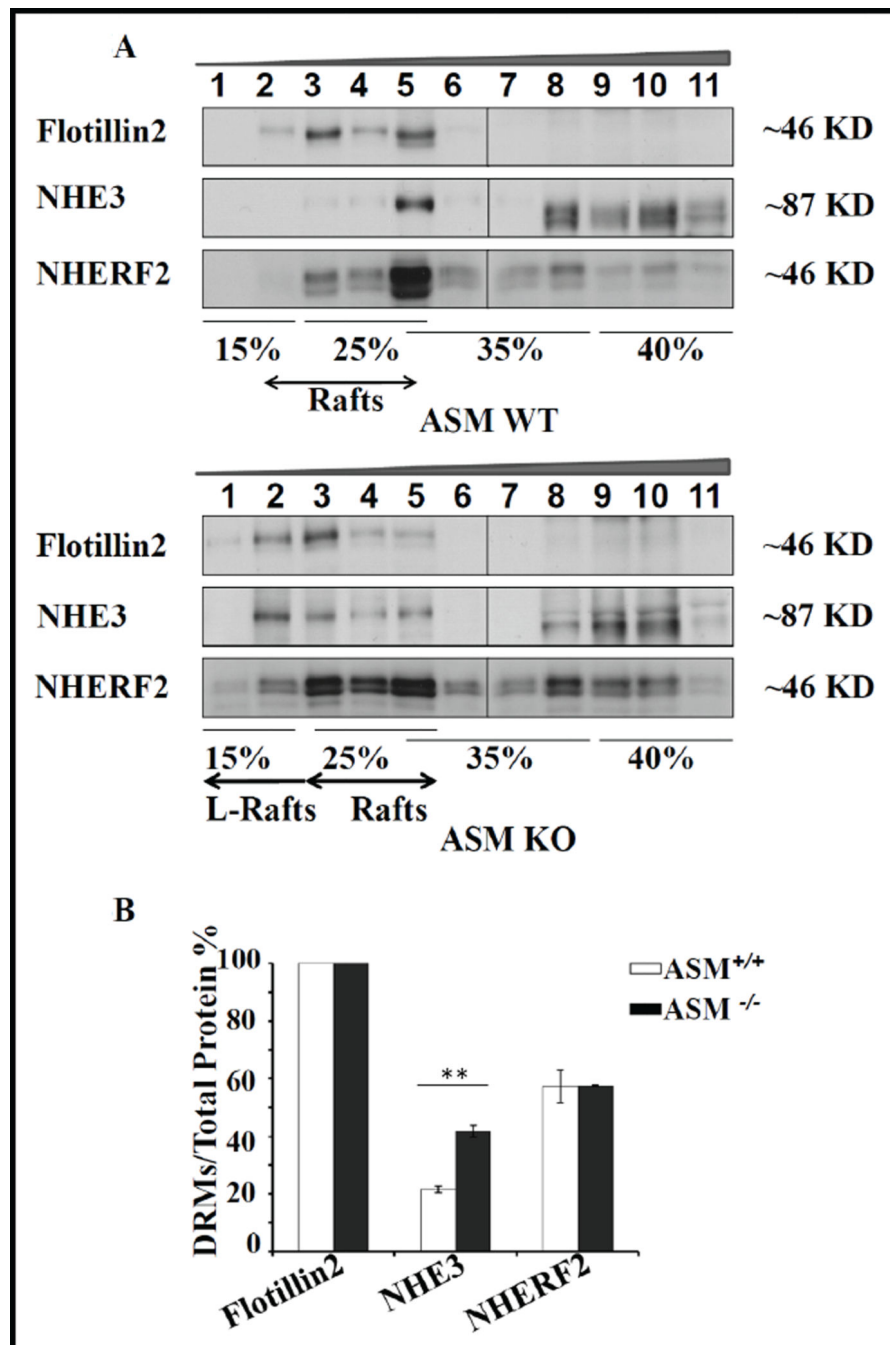 A
1 2 3 4 5 6 7 8 9 10 11
Flotillin2 ~46 KD
NHE3 ~87 KD
NHERF2 ~46 KD
15% 25% 35% 40%
Rafts
ASM WT
1 2 3 4 5 6 7 8 9 10 11
Flotillin2 ~46 KD
NHE3 ~87 KD
NHERF2 ~46 KD
15% 25% 35% 40%
L-Rafts Rafts
ASM KO
B
DRMs/Total Protein %
100
80
60
40
20
0
**
ASM+/+
ASM -/-
Flotillin2
NHE3
NHERF2